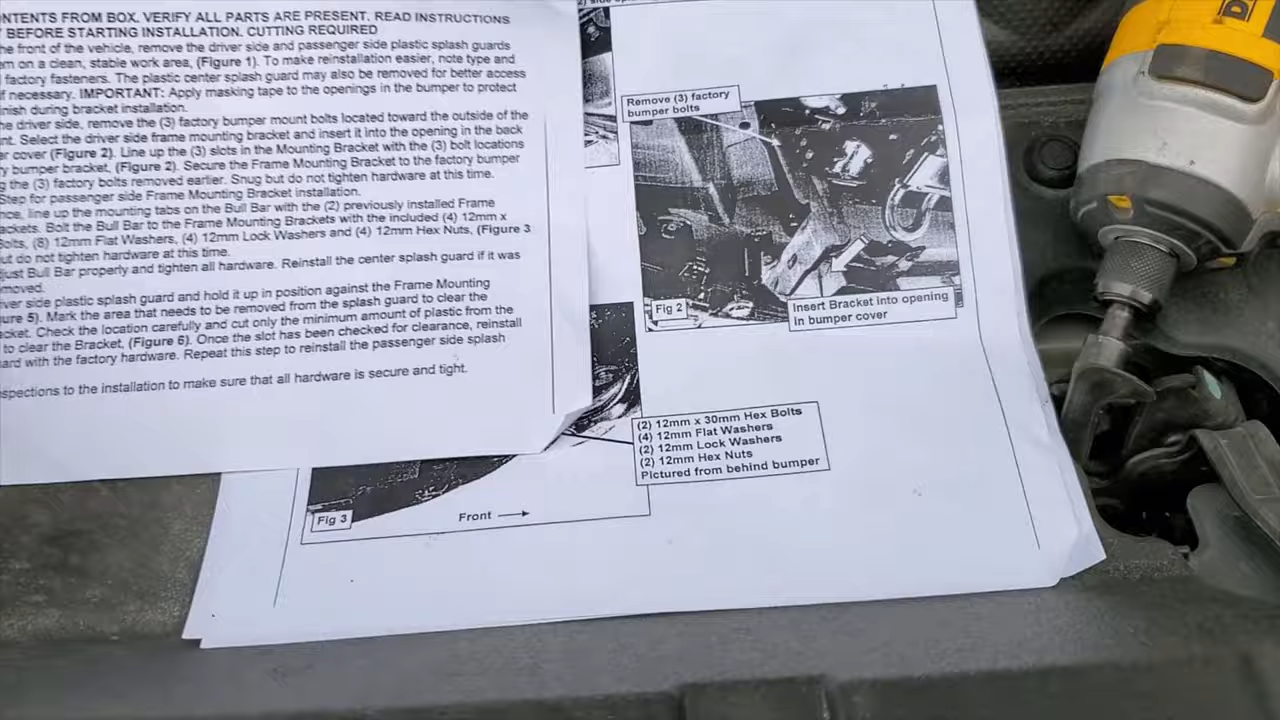 ONTENTS FROM BOX. VERIFY ALL PARTS ARE PRESENT. READ INSTRUCTIONS
BEFORE STARTING INSTALLATION. CUTTING REQUIRED
he front of the vehicle, remove the driver side and passenger side plastic splash guards
em on a clean, stable work area, (Figure 1). To make reinstallation easier, note type and
factory fasteners. The plastic center splash guard may also be removed for better access
if necessary. IMPORTANT: Apply masking tape to the openings in the bumper to protect
inish during bracket installation.
he driver side, remove the (3) factory bumper mount bolts located toward the outside of the
nt. Select the driver side frame mounting bracket and insert it into the opening in the back
er cover (Figure 2). Line up the (3) slots in the Mounting Bracket with the (3) bolt locations
ry bumper bracket, (Figure 2). Secure the Frame Mounting Bracket to the factory bumper
g the (3) factory bolts removed earlier. Snug but do not tighten hardware at this time.
Step for passenger side Frame Mounting Bracket installation.
nce, line up the mounting tabs on the Bull Bar with the (2) previously installed Frame
ackets. Bolt the Bull Bar to the Frame Mounting Brackets with the included (4) 12mm x
Bolts, (8) 12mm Flat Washers, (4) 12mm Lock Washers and (4) 12mm Hex Nuts, (Figure 3
ut do not tighten hardware at this time.
just Bull Bar properly and tighten all hardware. Reinstall the center splash guard if it was
emoved.
iver side plastic splash guard and hold it up in position against the Frame Mounting
gure 5). Mark the area that needs to be removed from the splash guard to clear the
acket. Check the location carefully and cut only the minimum amount of plastic from the
to clear the Bracket, (Figure 6). Once the slot has been checked for clearance, reinstall
ard with the factory hardware. Repeat this step to reinstall the passenger side splash
spections to the installation to make sure that all hardware is secure and tight.
Remove (3) factory
bumper bolts
Fig 2
Insert Bracket into opening
in bumper cover
(2) 12mm x 30mm Hex Bolts
(4) 12mm Flat Washers
(2) 12mm Lock Washers
(2) 12mm Hex Nuts
Pictured from behind bumper
Fig 3
Front